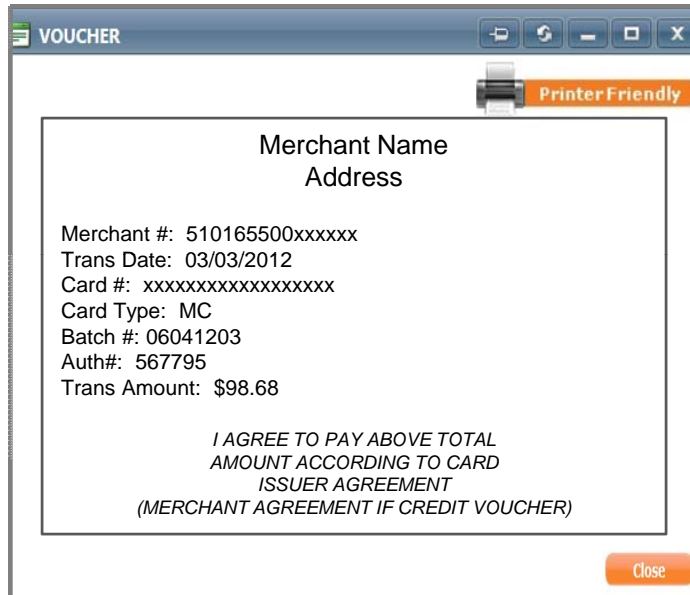 VOUCHER
Printer Friendly
Merchant Name
Address
Merchant #: 510165500xxxxxx
Trans Date: 03/03/2012
Card #: xxxxxxxxxxxxxxxxxx
Card Type: MC
Batch #: 06041203
Auth#: 567795
Trans Amount: $98.68
I AGREE TO PAY ABOVE TOTAL
AMOUNT ACCORDING TO CARD
ISSUER AGREEMENT
(MERCHANT AGREEMENT IF CREDIT VOUCHER)
Close